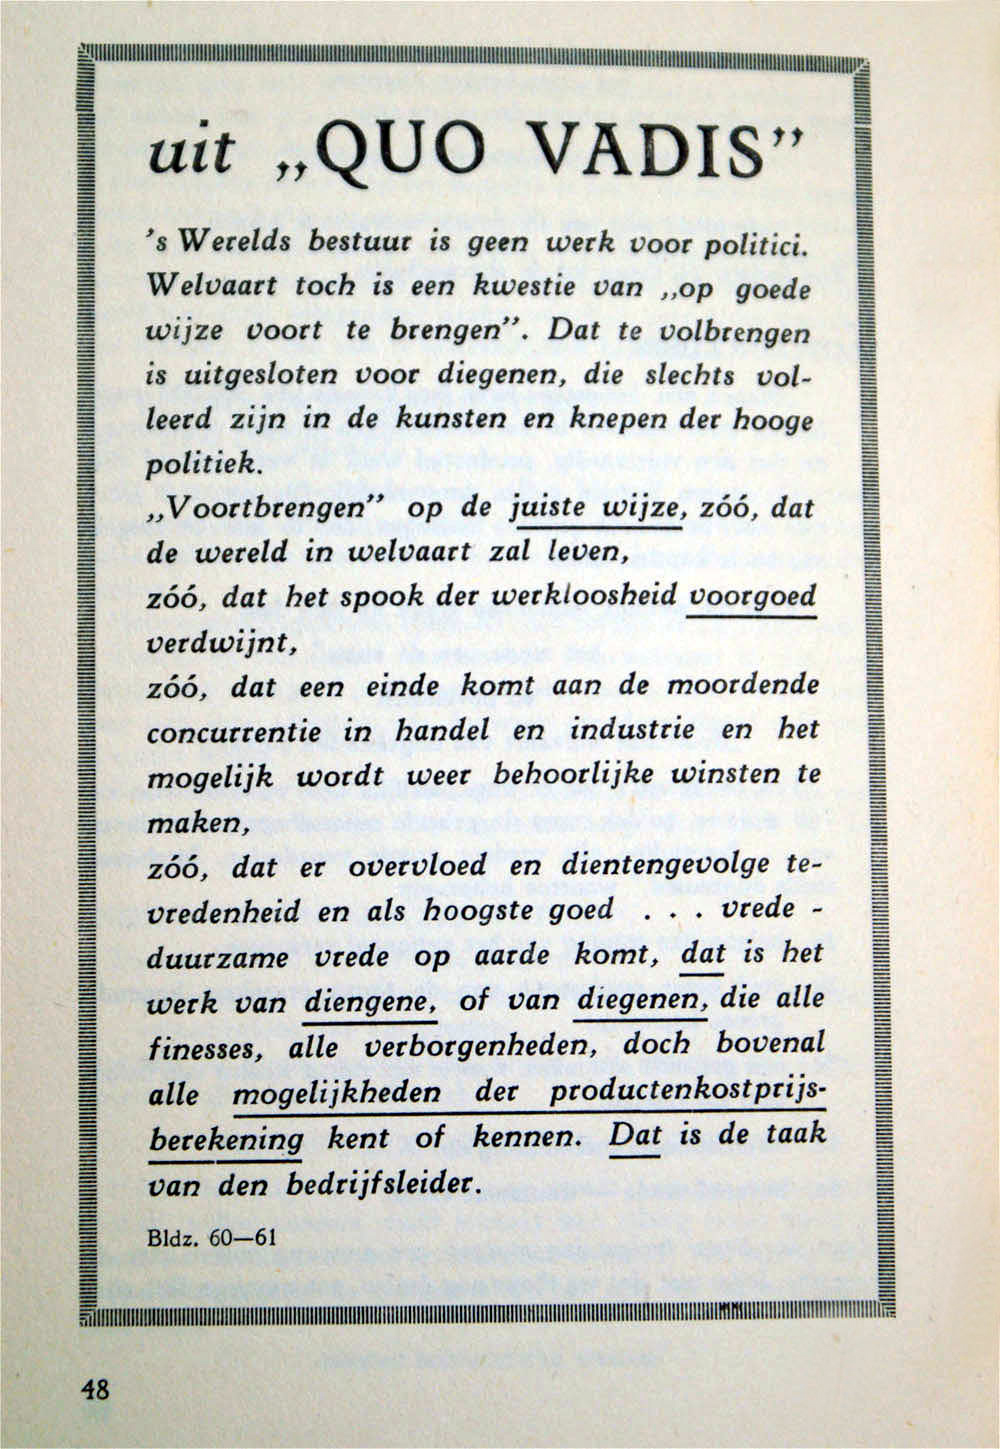 uit „QUO VADIS”
's Werelds bestuur is geen werk voor politici.
Welvaart toch is een kwestie van „op goede
wijze voort te brengen”. Dat te volbrengen
is uitgesloten voor diegenen, die slechts vol-
leerd zijn in de kunsten en knepen der hooge
politiek.
„Voortbrengen” op de juiste wijze, zóó, dat
de wereld in welvaart zal leven,
zóó, dat het spook der werkloosheid voorgoed
verdwijnt,
zóó, dat een einde komt aan de moordende
concurrentie in handel en industrie en het
mogelijk wordt weer behoorlijke winsten te
maken,
zóó, dat er overvloed en dientengevolge te-
vredenheid en als hoogste goed . . . vrede -
duurzame vrede op aarde komt, dat is het
werk van diengene, of van diegenen, die alle
finesses, alle verborgenheden, doch bovenal
alle mogelijkheden der productenkostprijs-
berekening kent of kennen. Dat is de taak
van den bedrijfsleider.
Bldz. 60—61
48